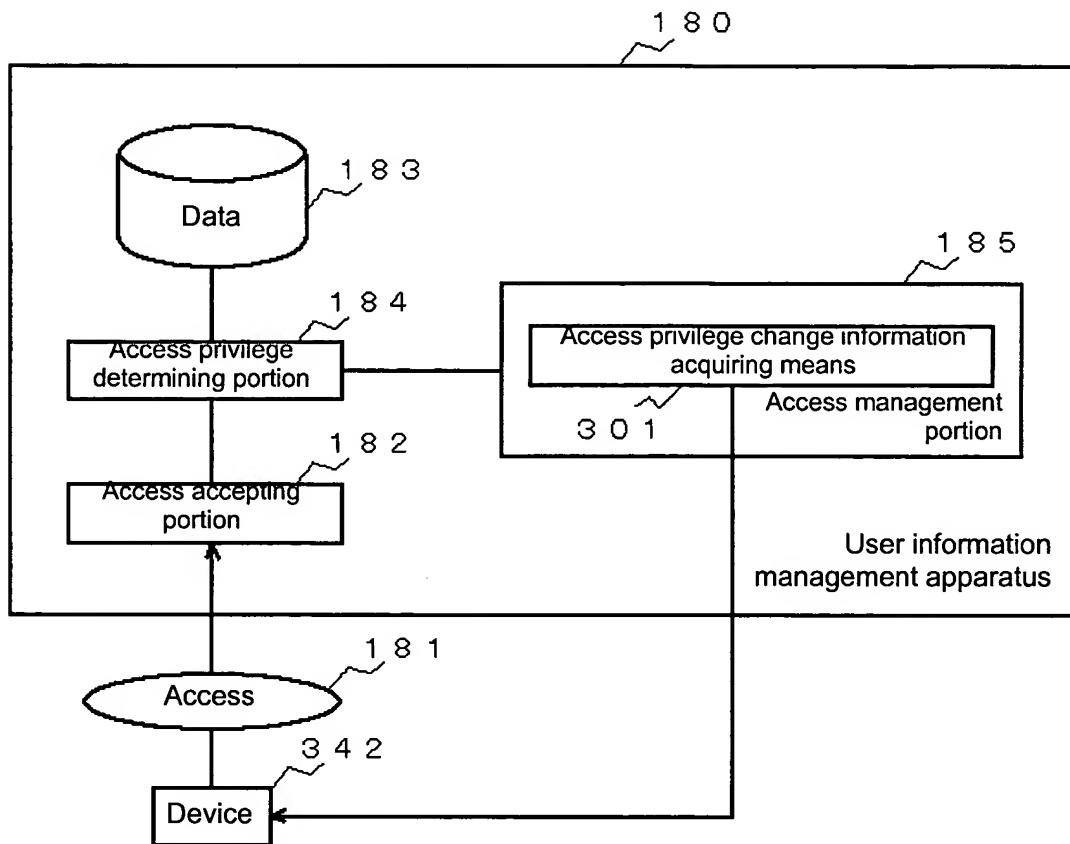 180
183
Data
185
184
Access privilege
determining portion
Access privilege change information
acquiring means
301
Access management
portion
182
Access accepting
portion
User information
management apparatus
181
Access
342
Device